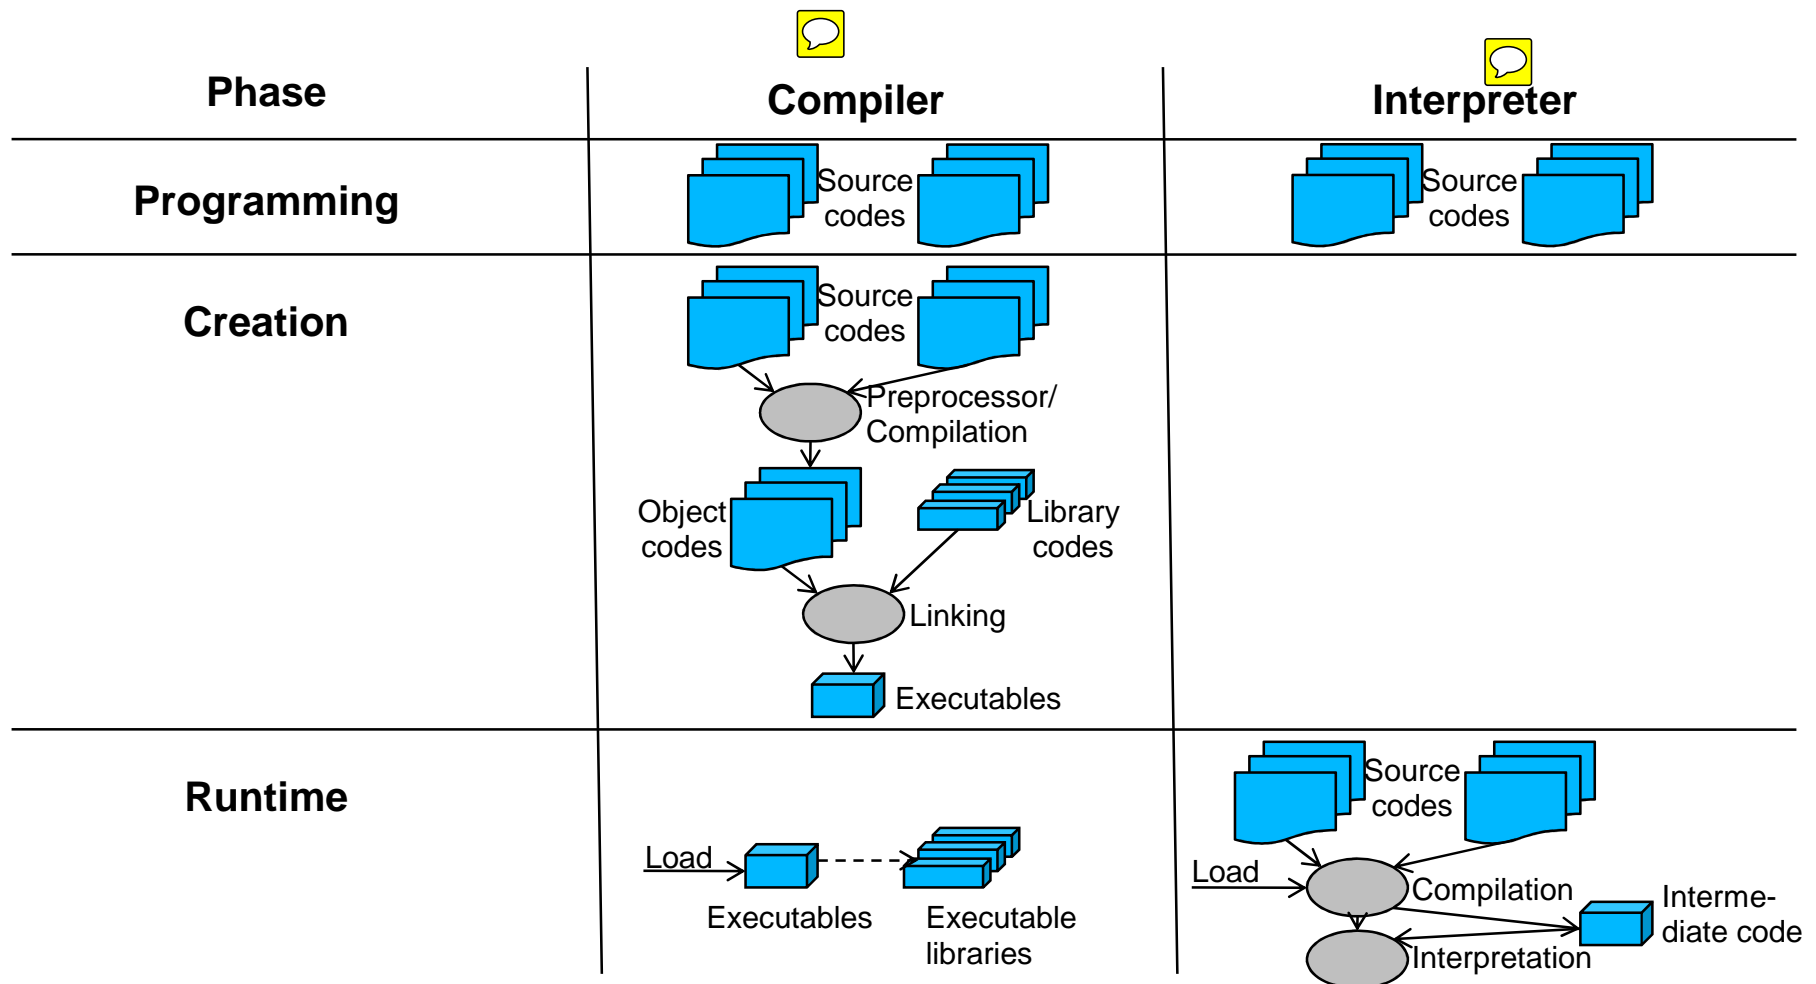 Phase
Compiler
Interpreter
Programming
Source
codes
Source
codes
Creation
Source
codes
Preprocessor/
Compilation
Object
codes
Library
codes
Linking
Executables
Runtime
Load
Executables
Executable
libraries
Source
codes
Load
Compilation
Interme-
diate code
Interpretation